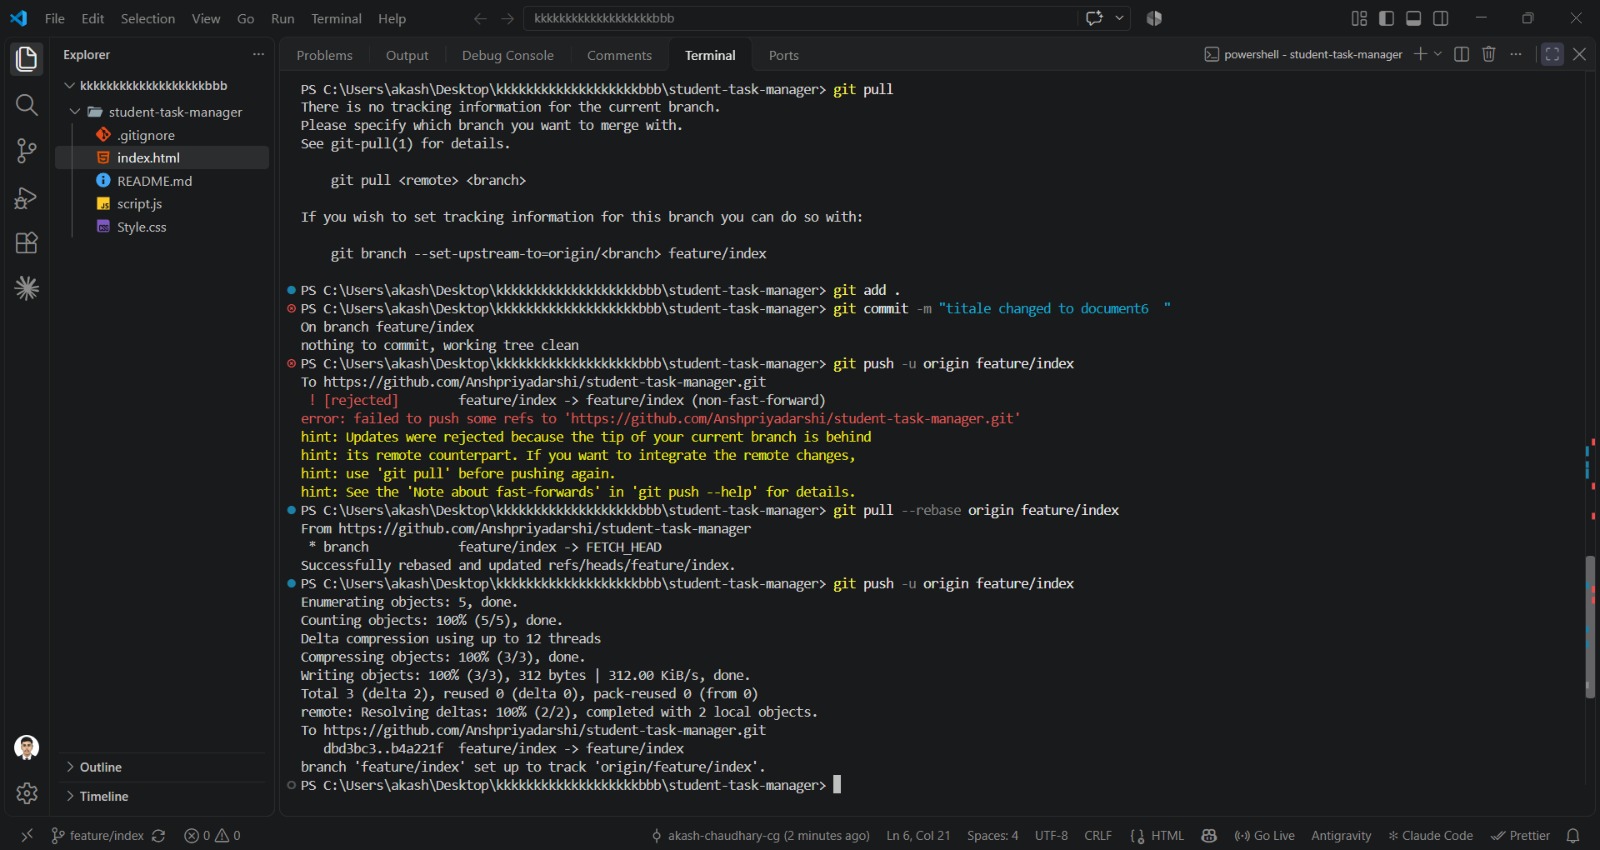 File Edit Selection View Go Run Terminal Help
kkkkkkkkkkkkkkkkkkkbbb
Explorer
kkkkkkkkkkkkkkkkkkkbbb
student-task-manager
.gitignore
index.html
README.md
script.js
Style.css
Outline
Timeline
Problems Output Debug Console Comments Terminal Ports
powershell - student-task-manager
PS C:\Users\akash\Desktop\kkkkkkkkkkkkkkkkkkkbbb\student-task-manager> git pull
There is no tracking information for the current branch.
Please specify which branch you want to merge with.
See git-pull(1) for details.
git pull <remote> <branch>
If you wish to set tracking information for this branch you can do so with:
git branch --set-upstream-to=origin/<branch> feature/index
PS C:\Users\akash\Desktop\kkkkkkkkkkkkkkkkkkkbbb\student-task-manager> git add .
PS C:\Users\akash\Desktop\kkkkkkkkkkkkkkkkkkkbbb\student-task-manager> git commit -m "titale changed to document6  "
On branch feature/index
nothing to commit, working tree clean
PS C:\Users\akash\Desktop\kkkkkkkkkkkkkkkkkkkbbb\student-task-manager> git push -u origin feature/index
To https://github.com/Anshpriyadarshi/student-task-manager.git
! [rejected]        feature/index -> feature/index (non-fast-forward)
error: failed to push some refs to 'https://github.com/Anshpriyadarshi/student-task-manager.git'
hint: Updates were rejected because the tip of your current branch is behind
hint: its remote counterpart. If you want to integrate the remote changes,
hint: use 'git pull' before pushing again.
hint: See the 'Note about fast-forwards' in 'git push --help' for details.
PS C:\Users\akash\Desktop\kkkkkkkkkkkkkkkkkkkbbb\student-task-manager> git pull --rebase origin feature/index
From https://github.com/Anshpriyadarshi/student-task-manager
* branch            feature/index -> FETCH_HEAD
Successfully rebased and updated refs/heads/feature/index.
PS C:\Users\akash\Desktop\kkkkkkkkkkkkkkkkkkkbbb\student-task-manager> git push -u origin feature/index
Enumerating objects: 5, done.
Counting objects: 100% (5/5), done.
Delta compression using up to 12 threads
Compressing objects: 100% (3/3), done.
Writing objects: 100% (3/3), 312 bytes | 312.00 KiB/s, done.
Total 3 (delta 2), reused 0 (delta 0), pack-reused 0 (from 0)
remote: Resolving deltas: 100% (2/2), completed with 2 local objects.
To https://github.com/Anshpriyadarshi/student-task-manager.git
dbd3bc3..b4a221f  feature/index -> feature/index
branch 'feature/index' set up to track 'origin/feature/index'.
PS C:\Users\akash\Desktop\kkkkkkkkkkkkkkkkkkkbbb\student-task-manager>
feature/index 0 0 akash-chaudhary-cg (2 minutes ago) Ln 6, Col 21 Spaces: 4 UTF-8 CRLF {} HTML Go Live Antigravity Claude Code Prettier